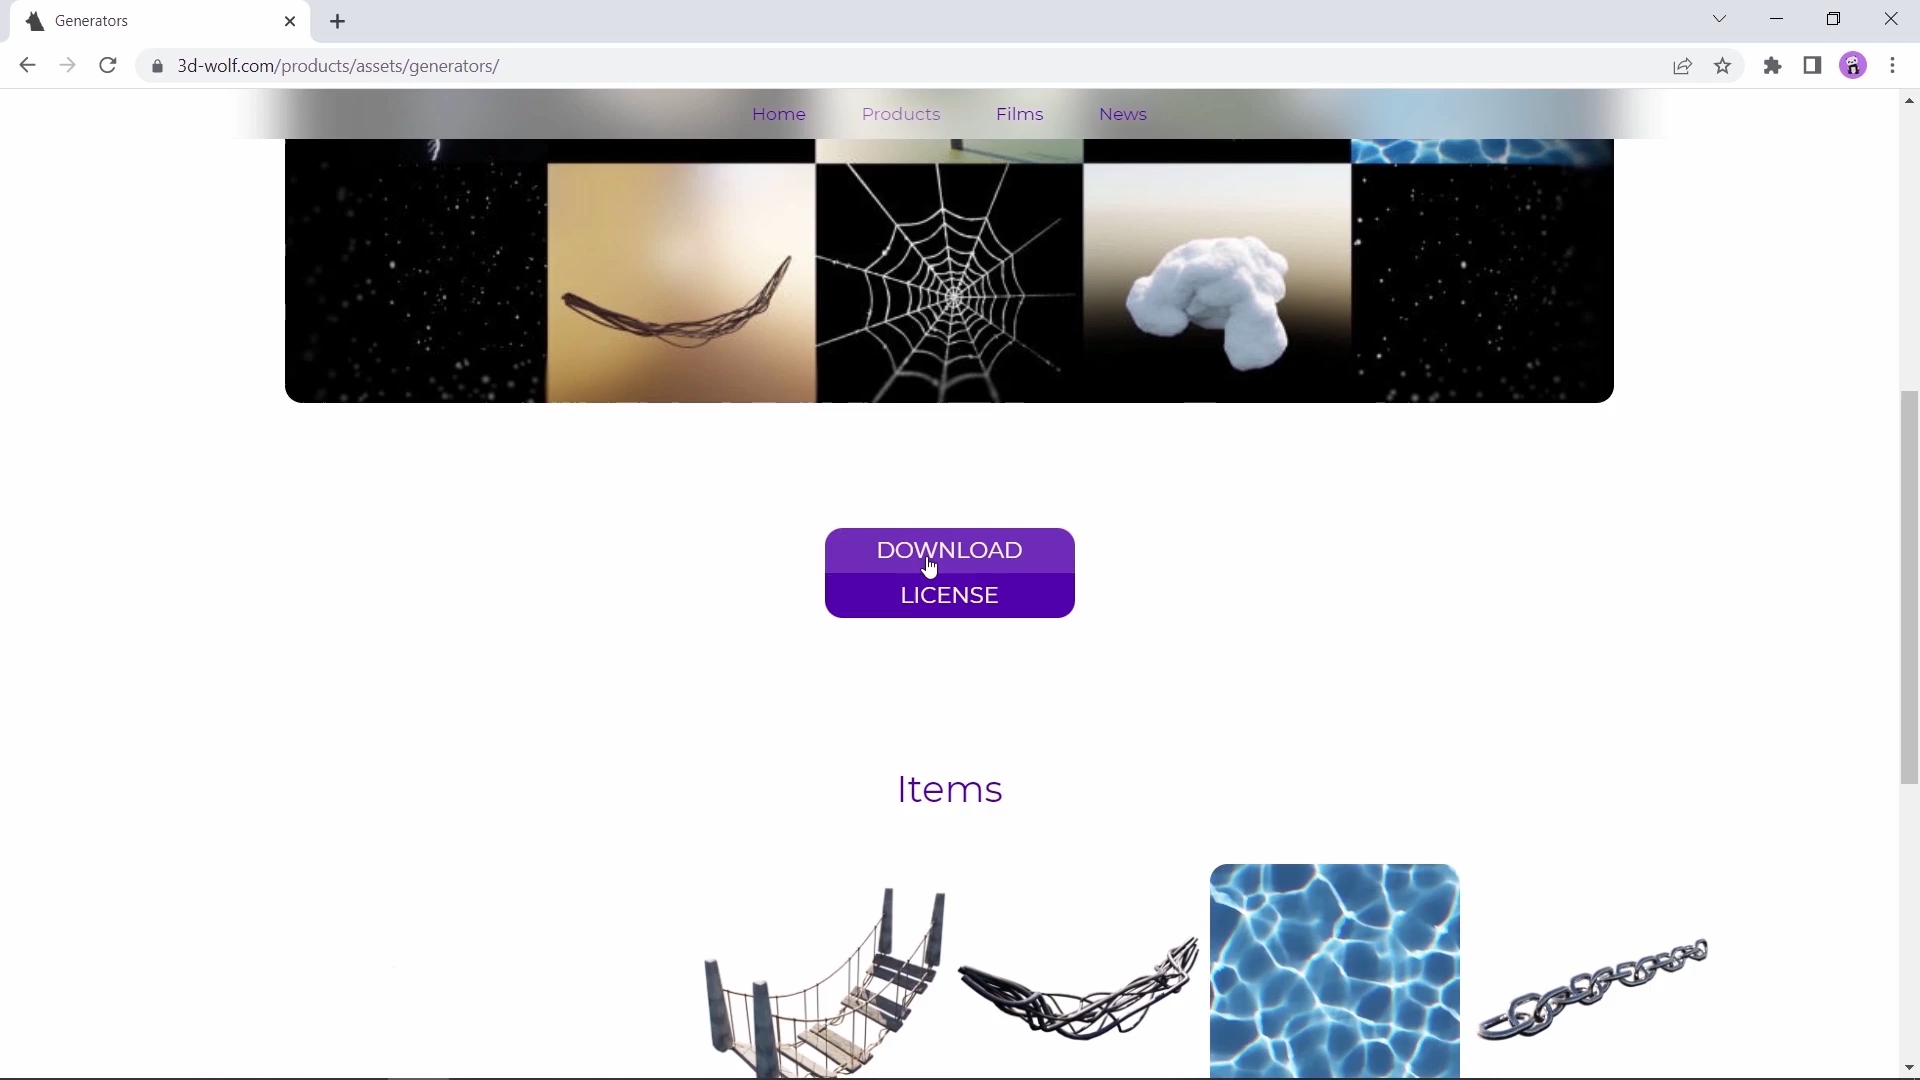 Generators
3d-wolf.com/products/assets/generators/
Home Products Films News
DOWNLOAD
LICENSE
Items